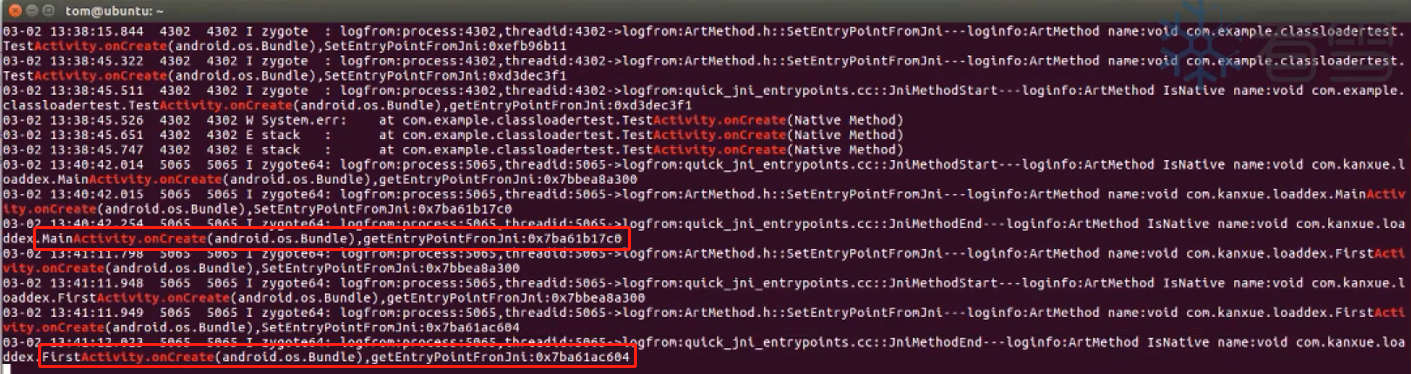 tom@ubuntu: ~
03-02 13:38:15.844  4302  4302 I zygote  : logfrom:process:4302,threadid:4302->logfrom:ArtMethod.h::SetEntryPointFromJni---loginfo:ArtMethod name:void com.example.classloadertest.
TestActivity.onCreate(android.os.Bundle),SetEntryPointFromJni:0xefb96b11
03-02 13:38:45.322  4302  4302 I zygote  : logfrom:process:4302,threadid:4302->logfrom:ArtMethod.h::SetEntryPointFromJni---loginfo:ArtMethod name:void com.example.classloadertest.
TestActivity.onCreate(android.os.Bundle),SetEntryPointFromJni:0xd3dec3f1
03-02 13:38:45.511  4302  4302 I zygote  : logfrom:process:4302,threadid:4302->logfrom:quick_jni_entrypoints.cc::JniMethodStart---loginfo:ArtMethod IsNative name:void com.example.
classloadertest.TestActivity.onCreate(android.os.Bundle),getEntryPointFronJni:0xd3dec3f1
03-02 13:38:45.526  4302  4302 W System.err:    at com.example.classloadertest.TestActivity.onCreate(Native Method)
03-02 13:38:45.651  4302  4302 E stack   :      at com.example.classloadertest.TestActivity.onCreate(Native Method)
03-02 13:38:45.747  4302  4302 E stack   :      at com.example.classloadertest.TestActivity.onCreate(Native Method)
03-02 13:40:42.014  5065  5065 I zygote64: logfrom:process:5065,threadid:5065->logfrom:quick_jni_entrypoints.cc::JniMethodStart---loginfo:ArtMethod IsNative name:void com.kanxue.l
oaddex.MainActivity.onCreate(android.os.Bundle),getEntryPointFronJni:0x7bbea8a300
03-02 13:40:42.015  5065  5065 I zygote64: logfrom:process:5065,threadid:5065->logfrom:ArtMethod.h::SetEntryPointFromJni---loginfo:ArtMethod name:void com.kanxue.loaddex.MainActiv
ity.onCreate(android.os.Bundle),SetEntryPointFromJni:0x7ba61b17c0
03-02 13:40:42.254  5065  5065 I zygote64: logfrom:process:5065,threadid:5065->logfrom:quick_jni_entrypoints.cc::JniMethodEnd---loginfo:ArtMethod IsNative name:void com.kanxue.loa
ddex.MainActivity.onCreate(android.os.Bundle),getEntryPointFronJni:0x7ba61b17c0
03-02 13:41:11.798  5065  5065 I zygote64: logfrom:process:5065,threadid:5065->logfrom:ArtMethod.h::SetEntryPointFromJni---loginfo:ArtMethod name:void com.kanxue.loaddex.FirstActi
vity.onCreate(android.os.Bundle),SetEntryPointFromJni:0x7bbea8a300
03-02 13:41:11.948  5065  5065 I zygote64: logfrom:process:5065,threadid:5065->logfrom:quick_jni_entrypoints.cc::JniMethodStart---loginfo:ArtMethod IsNative name:void com.kanxue.l
oaddex.FirstActivity.onCreate(android.os.Bundle),getEntryPointFronJni:0x7bbea8a300
03-02 13:41:11.949  5065  5065 I zygote64: logfrom:process:5065,threadid:5065->logfrom:ArtMethod.h::SetEntryPointFromJni---loginfo:ArtMethod name:void com.kanxue.loaddex.FirstActi
vity.onCreate(android.os.Bundle),SetEntryPointFromJni:0x7ba61ac604
03-02 13:41:12.023  5065  5065 I zygote64: logfrom:process:5065,threadid:5065->logfrom:quick_jni_entrypoints.cc::JniMethodEnd---loginfo:ArtMethod IsNative name:void com.kanxue.loa
ddex.FirstActivity.onCreate(android.os.Bundle),getEntryPointFronJni:0x7ba61ac604
看雪